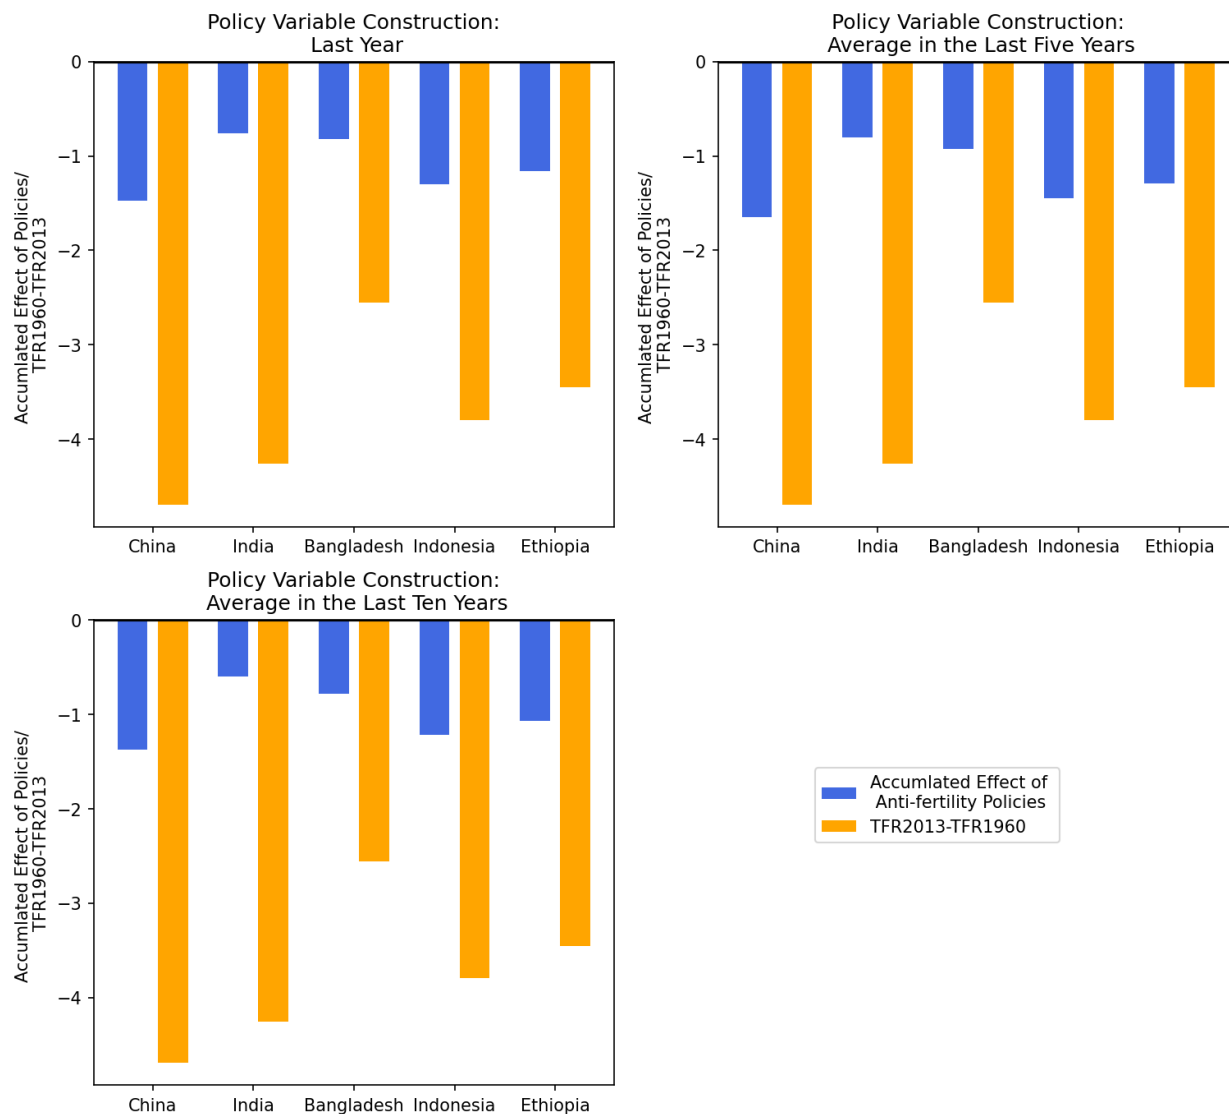 Policy Variable Construction:
Last Year
Accumlated Effect of Policies/
TFR1960-TFR2013
0
−1
−2
−3
−4
China
India
Bangladesh
Indonesia
Ethiopia
Policy Variable Construction:
Average in the Last Five Years
Accumlated Effect of Policies/
TFR1960-TFR2013
0
−1
−2
−3
−4
China
India
Bangladesh
Indonesia
Ethiopia
Policy Variable Construction:
Average in the Last Ten Years
Accumlated Effect of Policies/
TFR1960-TFR2013
0
−1
−2
−3
−4
China
India
Bangladesh
Indonesia
Ethiopia
Accumlated Effect of
Anti-fertility Policies
TFR2013-TFR1960